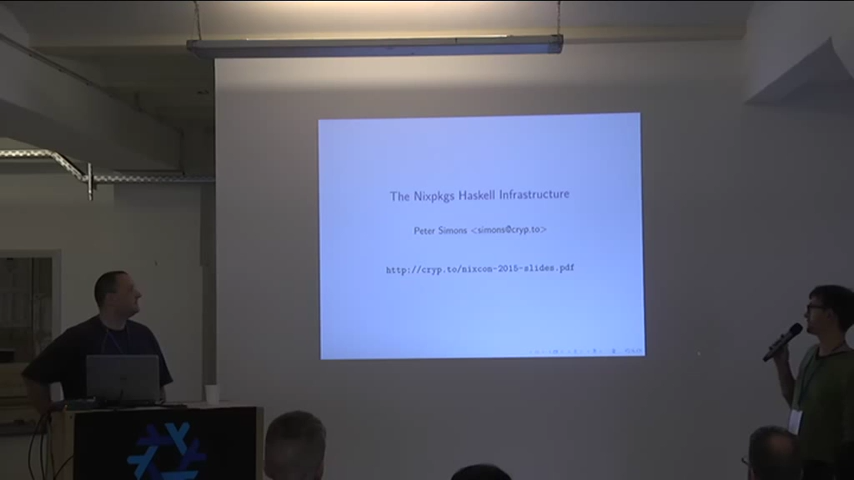 The Nixpkgs Haskell Infrastructure
Peter Simons <simons@cryp.to>
http://cryp.to/nixcon-2015-slides.pdf